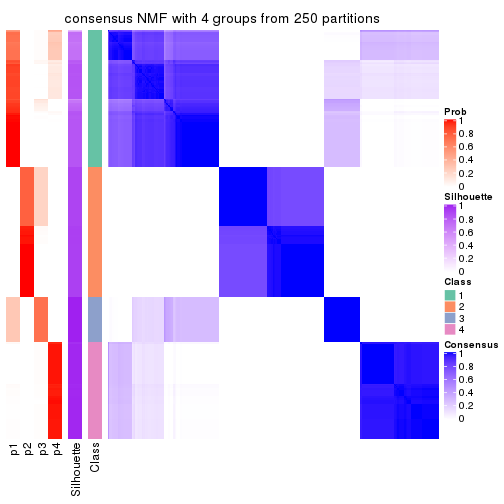 consensus NMF with 4 groups from 250 partitions
Prob
1
0.8
0.6
0.4
0.2
0
Silhouette
1
0.8
0.6
0.4
0.2
0
Class
1
2
3
4
Consensus
1
0.8
0.6
0.4
0.2
0
p1
p2
p3
p4
Silhouette
Class